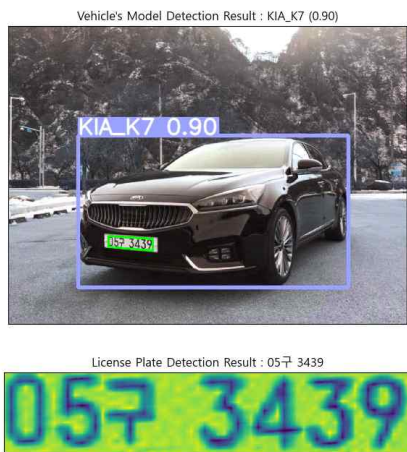 Vehicle's Model Detection Result : KIA_K7 (0.90)
KIA_K7 0.90
05구 3439
License Plate Detection Result : 05구 3439
05구 3439